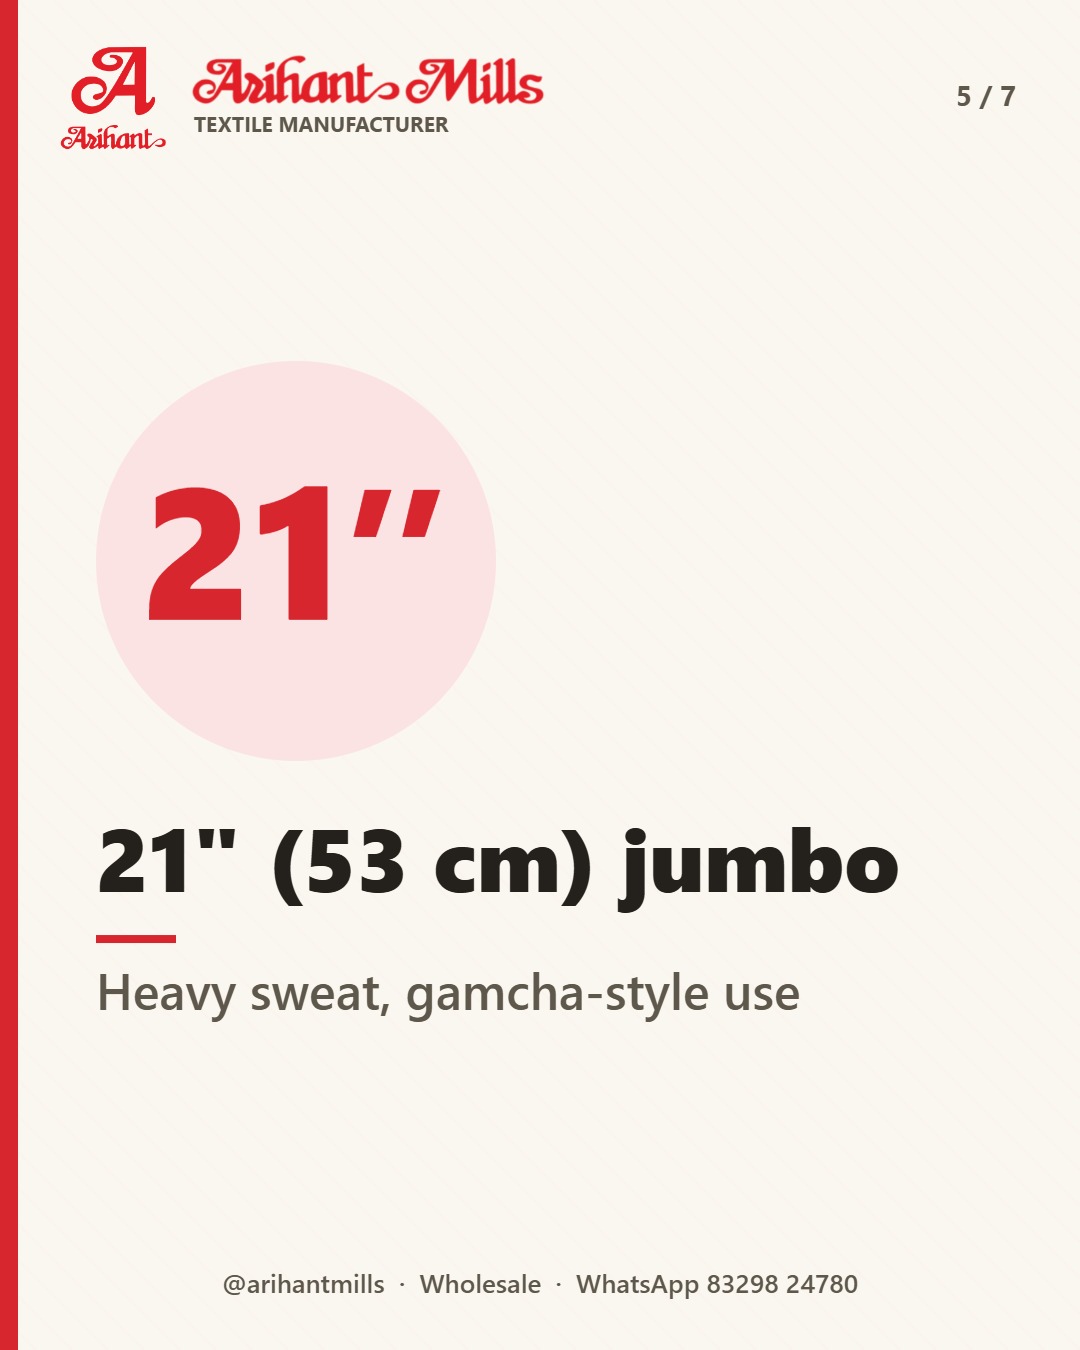 A
Arihant
Arihant Mills
TEXTILE MANUFACTURER
5 / 7
21″
21" (53 cm) jumbo
Heavy sweat, gamcha-style use
@arihantmills · Wholesale · WhatsApp 83298 24780